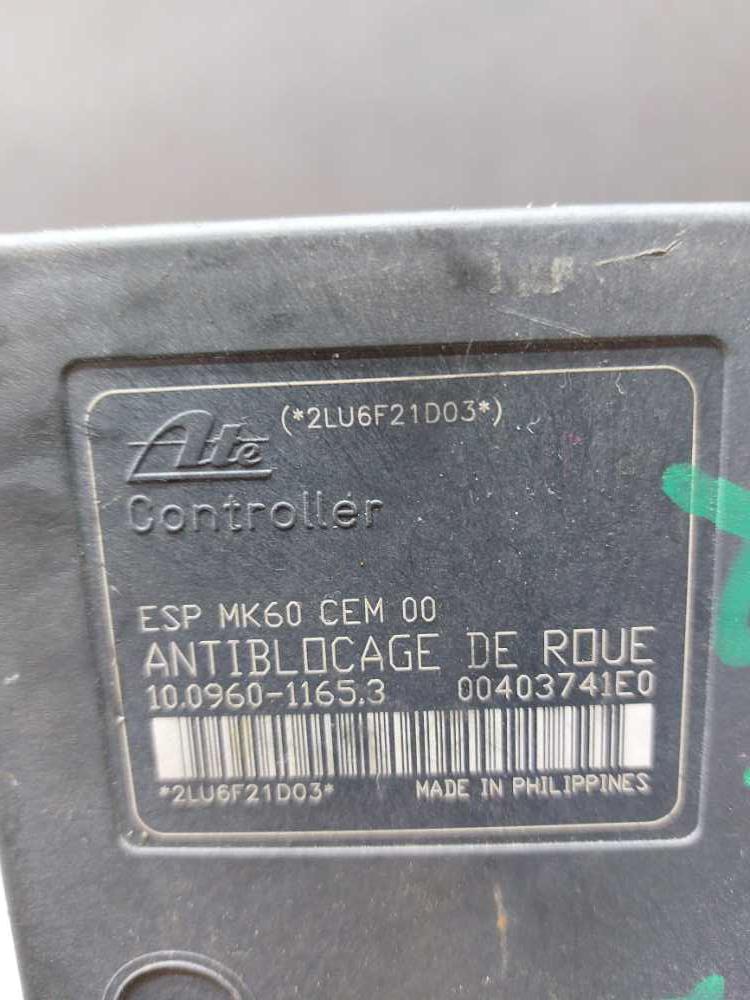 Ate (*2LU6F21D03*)
Controller
ESP MK60 CEM 00
ANTIBLOCAGE DE ROUE
10.0960-1165.3 00403741E0
*2LU6F21D03* MADE IN PHILIPPINES